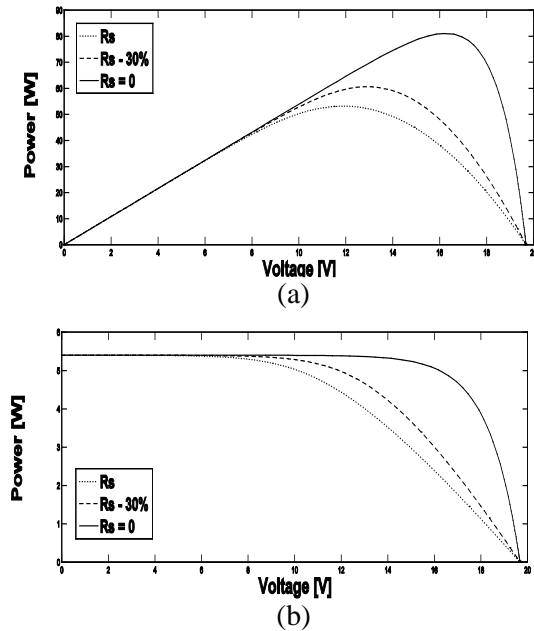 90
80
70
60
50
40
30
20
10
0
Power [W]
Rs
Rs - 30%
Rs = 0
0 2 4 6 8 10 12 14 16 18 20
Voltage [V]
(a)
6
5
4
3
2
1
0
Power [W]
Rs
Rs - 30%
Rs = 0
0 2 4 6 8 10 12 14 16 18 20
Voltage [V]
(b)